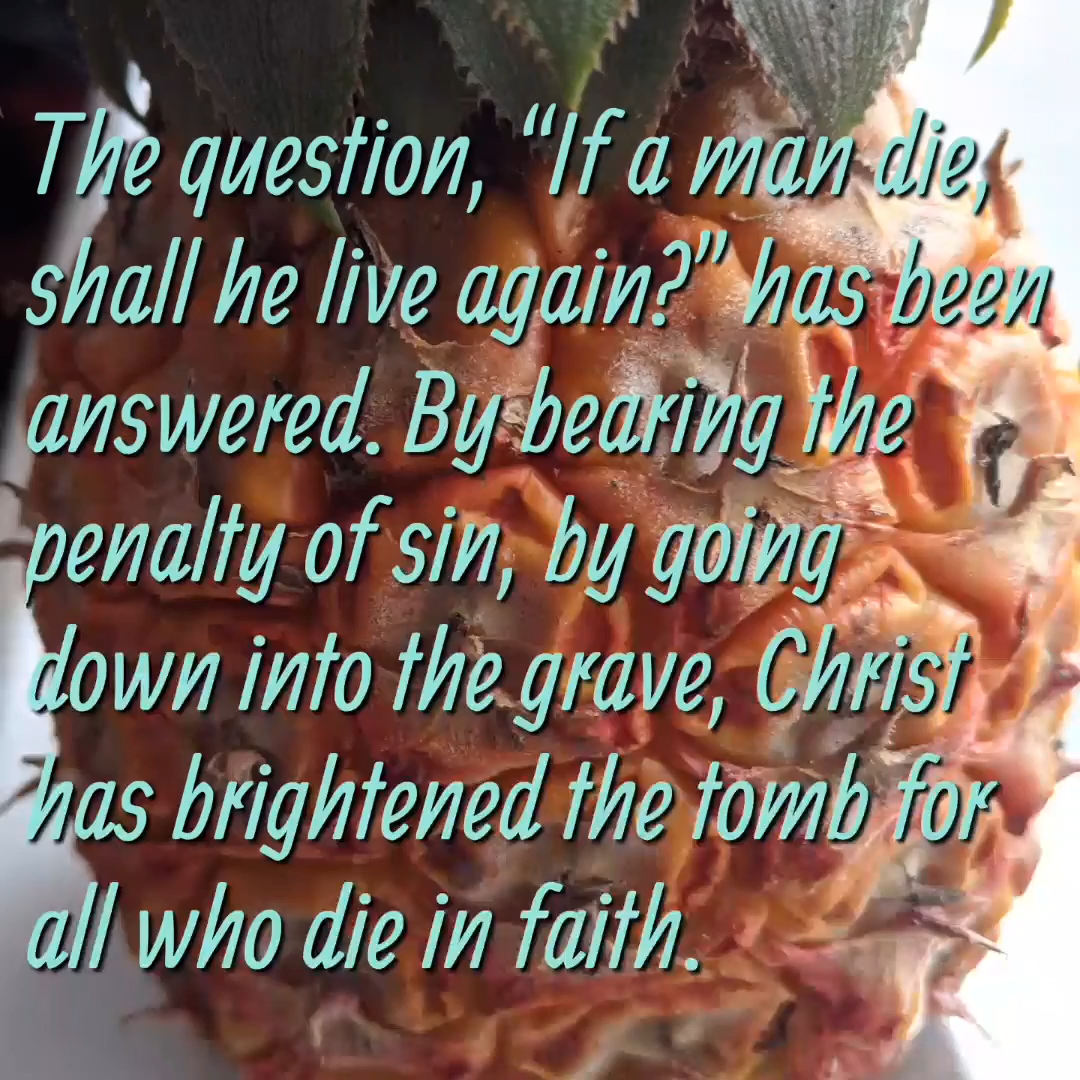 The question, “If a man die,
shall he live again?” has been
answered. By bearing the
penalty of sin, by going
down into the grave, Christ
has brightened the tomb for
all who die in faith.